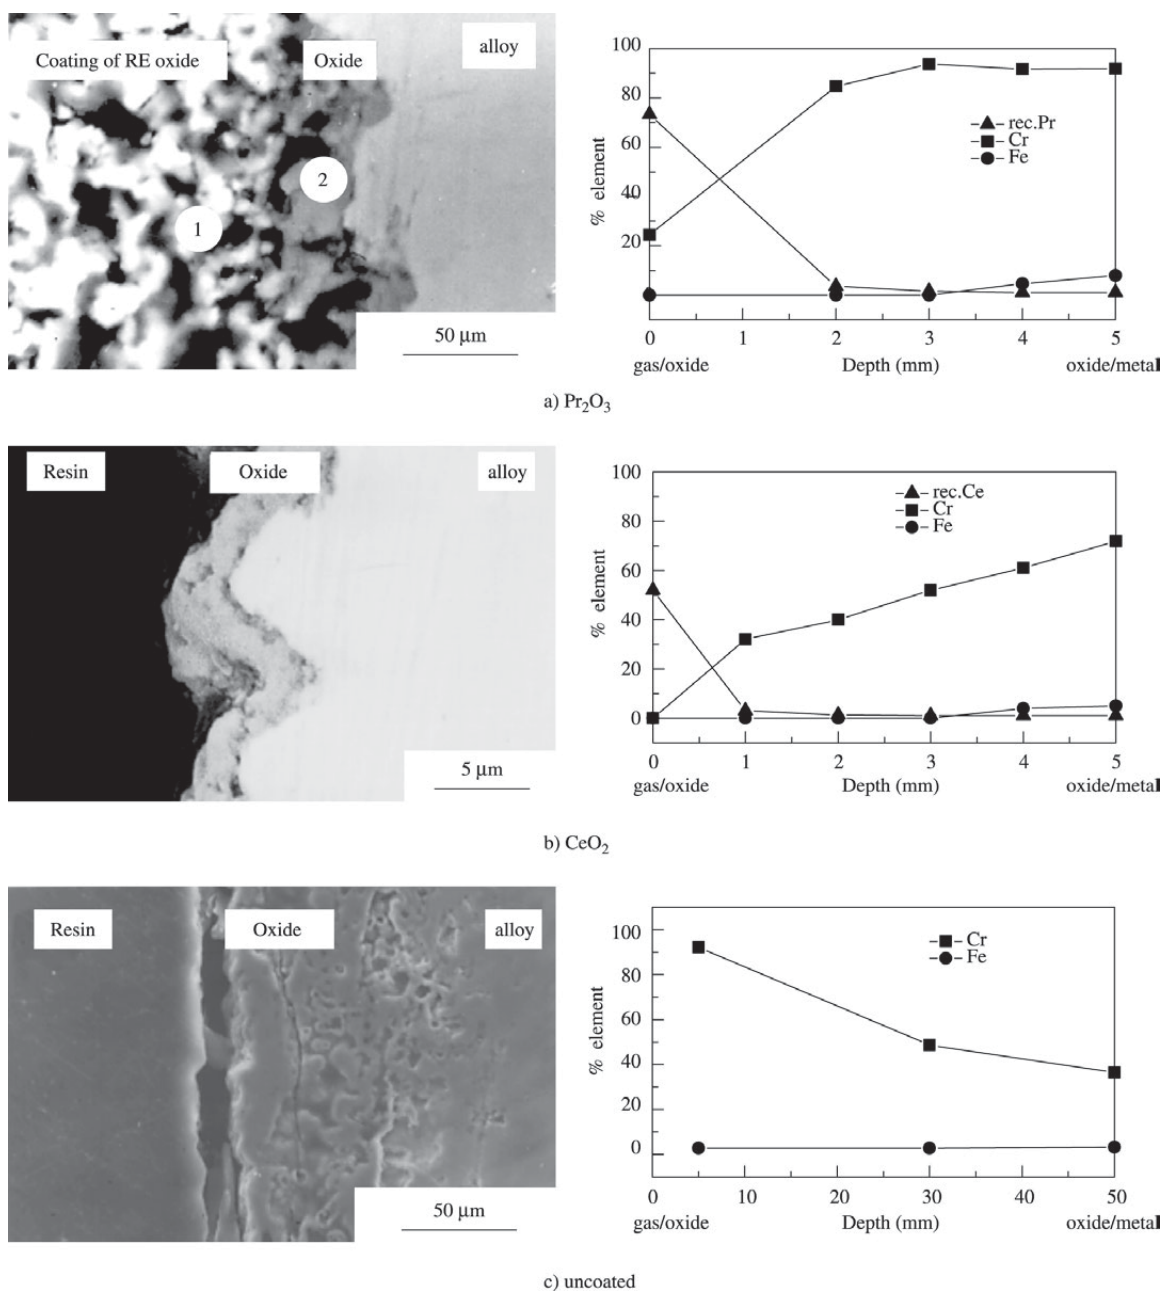 Coating of RE oxide
Oxide
alloy
1
2
50 μm
100
80
60
40
20
% element
rec.Pr
Cr
Fe
0 1 2 3 4 5
gas/oxide Depth (mm) oxide/metal
a) Pr₂O₃
Resin
Oxide
alloy
5 μm
100
80
60
40
20
0
% element
rec.Ce
Cr
Fe
0 1 2 3 4 5
gas/oxide Depth (mm) oxide/metal
b) CeO₂
Resin
Oxide
alloy
50 μm
100
80
60
40
20
0
% element
Cr
Fe
0 10 20 30 40 50
gas/oxide Depth (mm) oxide/metal
c) uncoated